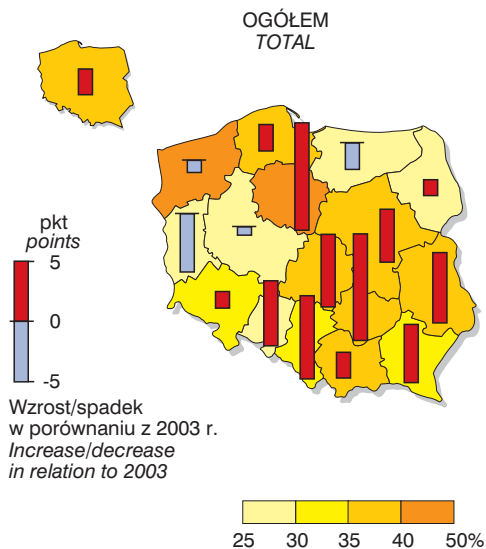 OGÓŁEM
TOTAL
pkt
points
5
0
-5
Wzrost/spadek
w porównaniu z 2003 r.
Increase/decrease
in relation to 2003
25 30 35 40 50%